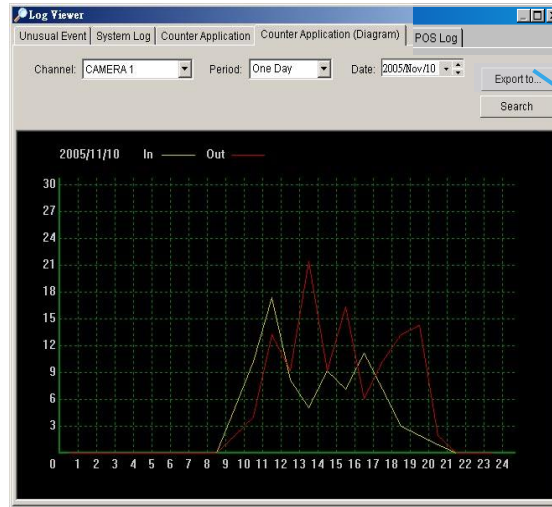 Log Viewer
Unusual Event System Log Counter Application Counter Application (Diagram) POS Log
Channel: CAMERA 1 Period: One Day Date: 2005/Nov/10
Export to...
Search
2005/11/10 In Out
30
27
24
21
18
15
12
9
6
3
0 1 2 3 4 5 6 7 8 9 10 11 12 13 14 15 16 17 18 19 20 21 22 23 24